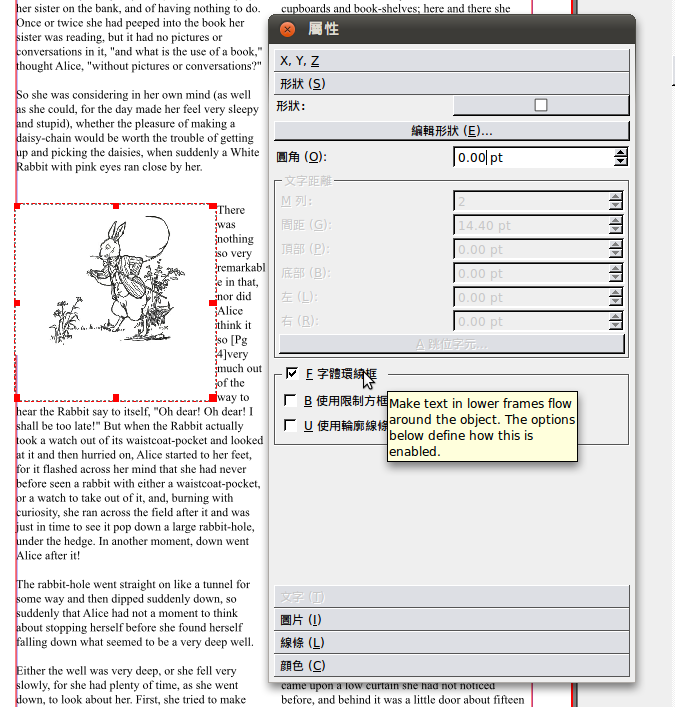 her sister on the bank, and of having nothing to do.
Once or twice she had peeped into the book her
sister was reading, but it had no pictures or
conversations in it, "and what is the use of a book,"
thought Alice, "without pictures or conversations?"
So she was considering in her own mind (as well
as she could, for the day made her feel very sleepy
and stupid), whether the pleasure of making a
daisy-chain would be worth the trouble of getting
up and picking the daisies, when suddenly a White
Rabbit with pink eyes ran close by her.
There
was
nothing
so very
remarkabl
e in that,
nor did
Alice
think it
so [Pg
4]very
much out
of the
way to
hear the Rabbit say to itself, "Oh dear! Oh dear! I
shall be too late!" But when the Rabbit actually
took a watch out of its waistcoat-pocket and looked
at it and then hurried on, Alice started to her feet,
for it flashed across her mind that she had never
before seen a rabbit with either a waistcoat-pocket,
or a watch to take out of it, and, burning with
curiosity, she ran across the field after it and was
just in time to see it pop down a large rabbit-hole,
under the hedge. In another moment, down went
Alice after it!
The rabbit-hole went straight on like a tunnel for
some way and then dipped suddenly down, so
suddenly that Alice had not a moment to think
about stopping herself before she found herself
falling down what seemed to be a very deep well.
Either the well was very deep, or she fell very
slowly, for she had plenty of time, as she went
down, to look about her. First, she tried to make
cupboards and book-shelves; here and there she
屬性
X, Y, Z
形狀 (S)
形狀:
編輯形狀 (E)...
圓角 (O):
0.00 pt
文字距離
M 列:
2
間距 (G):
14.40 pt
頂部 (P):
0.00 pt
底部 (B):
0.00 pt
左 (L):
0.00 pt
右 (R):
0.00 pt
A 跳位字元...
F 字體環繞框
B 使用限制方框
U 使用輪廓線條
Make text in lower frames flow
around the object. The options
below define how this is
enabled.
文字 (T)
圖片 (I)
線條 (L)
顏色 (C)
came upon a low curtain she had not noticed
before, and behind it was a little door about fifteen